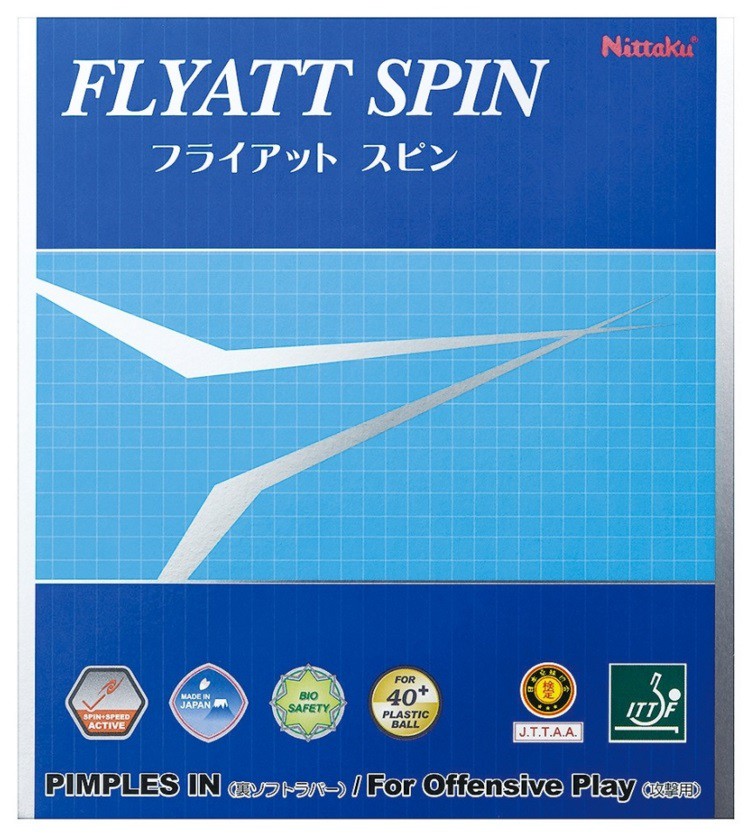 Nittaku
FLYATT SPIN
フライアット スピン
SPIN+SPEED
ACTIVE
MADE IN
JAPAN
BIO
SAFETY
FOR
40+
PLASTIC
BALL
検定
J.T.T.A.A.
ITTF
PIMPLES IN (裏ソフトラバー) / For Offensive Play (攻撃用)